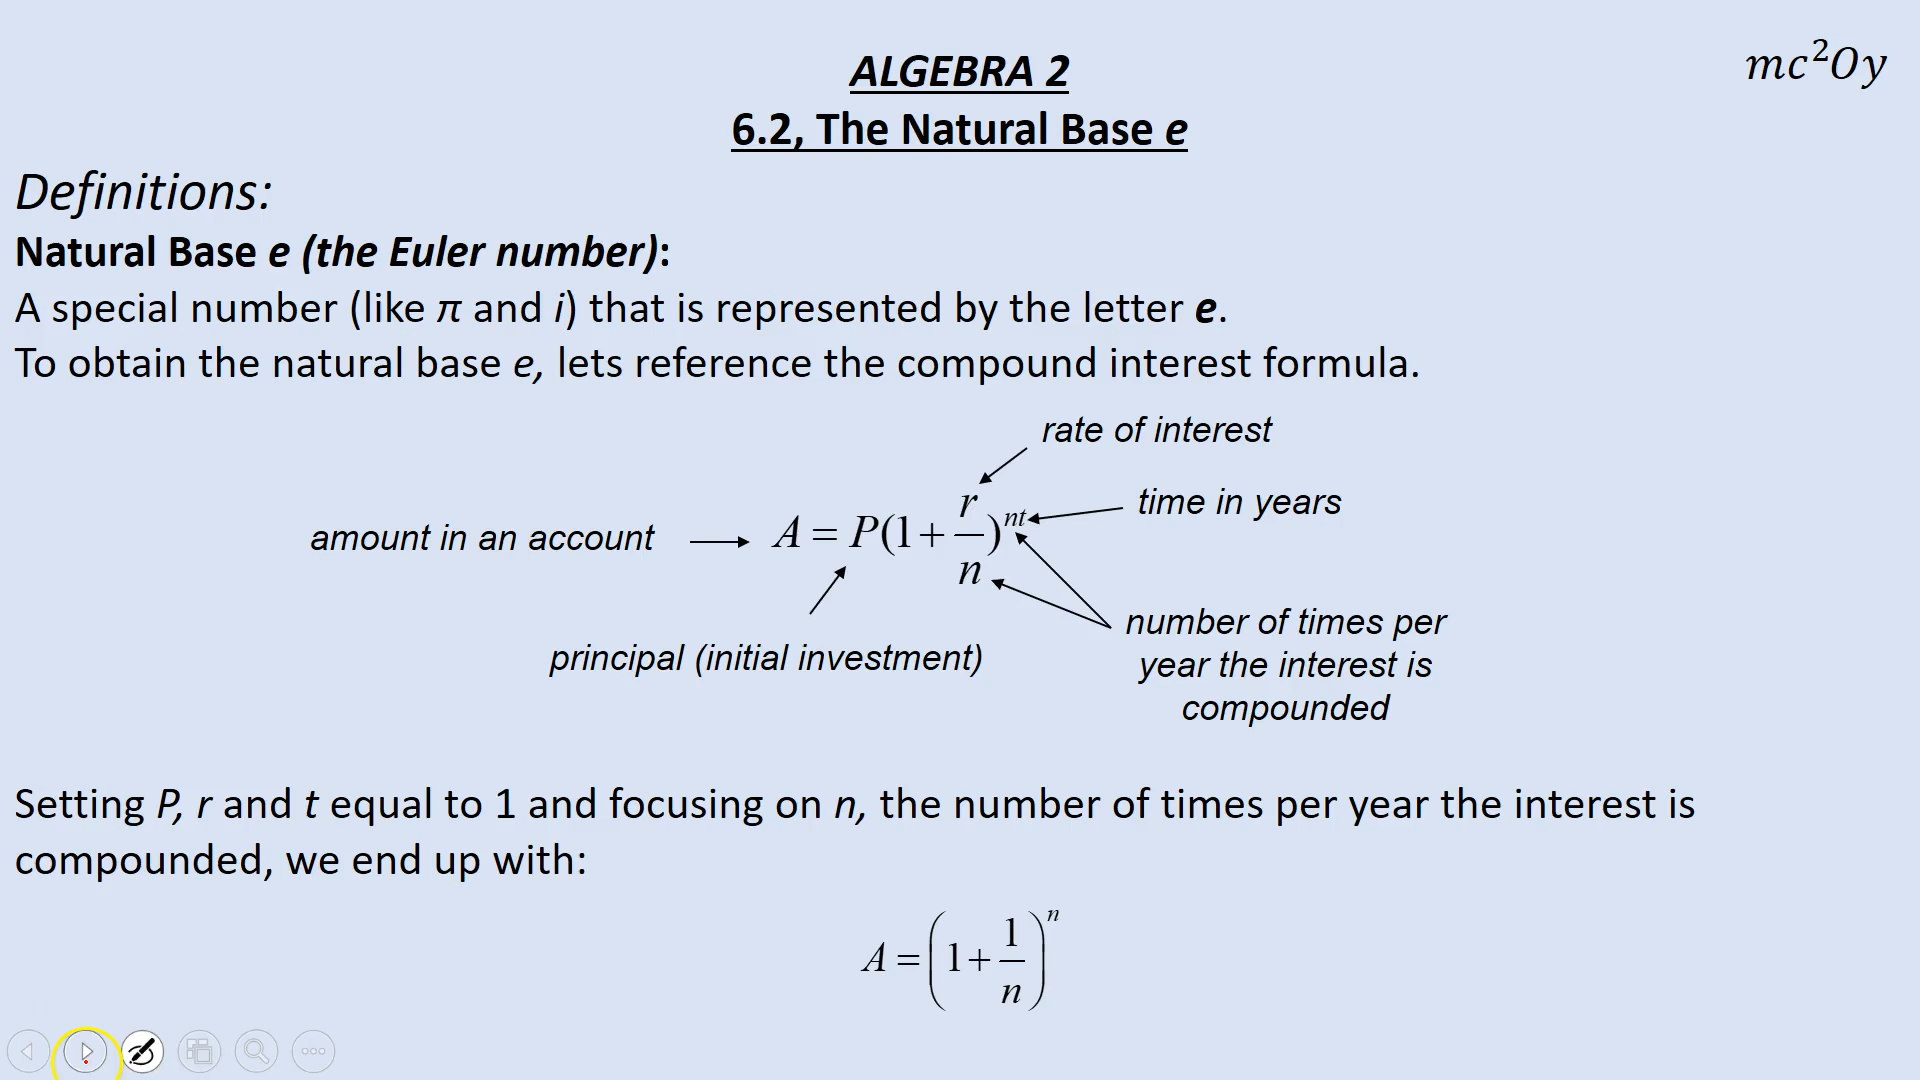 mc²Oy
ALGEBRA 2
6.2, The Natural Base e
Definitions:
Natural Base e (the Euler number):
A special number (like π and i) that is represented by the letter e.
To obtain the natural base e, lets reference the compound interest formula.
rate of interest
time in years
amount in an account
A = P(1 + r/n)^nt
principal (initial investment)
number of times per
year the interest is
compounded
Setting P, r and t equal to 1 and focusing on n, the number of times per year the interest is
compounded, we end up with:
A = (1 + 1/n)^n